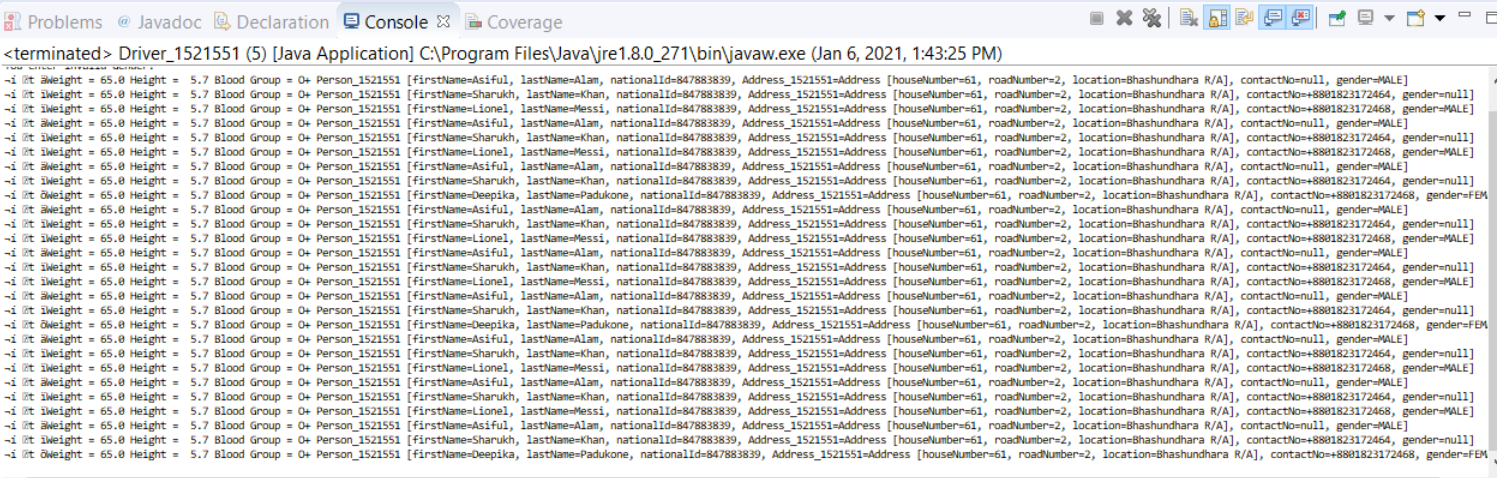 Problems @ Javadoc Declaration Console Coverage
<terminated> Driver_1521551 (5) [Java Application] C:\Program Files\Java\jre1.8.0_271\bin\javaw.exe (Jan 6, 2021, 1:43:25 PM)
You enter invalid gender.
¬i ⍰t äWeight = 65.0 Height =  5.7 Blood Group = O+ Person_1521551 [firstName=Asiful, lastName=Alam, nationalId=847883839, Address_1521551=Address [houseNumber=61, roadNumber=2, location=Bhashundhara R/A], contactNo=null, gender=MALE]
¬i ⍰t ïWeight = 65.0 Height =  5.7 Blood Group = O+ Person_1521551 [firstName=Sharukh, lastName=Khan, nationalId=847883839, Address_1521551=Address [houseNumber=61, roadNumber=2, location=Bhashundhara R/A], contactNo=+8801823172464, gender=null]
¬i ⍰t ïWeight = 65.0 Height =  5.7 Blood Group = O+ Person_1521551 [firstName=Lionel, lastName=Messi, nationalId=847883839, Address_1521551=Address [houseNumber=61, roadNumber=2, location=Bhashundhara R/A], contactNo=+8801823172468, gender=MALE]
¬i ⍰t äWeight = 65.0 Height =  5.7 Blood Group = O+ Person_1521551 [firstName=Asiful, lastName=Alam, nationalId=847883839, Address_1521551=Address [houseNumber=61, roadNumber=2, location=Bhashundhara R/A], contactNo=null, gender=MALE]
¬i ⍰t ïWeight = 65.0 Height =  5.7 Blood Group = O+ Person_1521551 [firstName=Sharukh, lastName=Khan, nationalId=847883839, Address_1521551=Address [houseNumber=61, roadNumber=2, location=Bhashundhara R/A], contactNo=+8801823172464, gender=null]
¬i ⍰t ïWeight = 65.0 Height =  5.7 Blood Group = O+ Person_1521551 [firstName=Lionel, lastName=Messi, nationalId=847883839, Address_1521551=Address [houseNumber=61, roadNumber=2, location=Bhashundhara R/A], contactNo=+8801823172468, gender=MALE]
¬i ⍰t äWeight = 65.0 Height =  5.7 Blood Group = O+ Person_1521551 [firstName=Asiful, lastName=Alam, nationalId=847883839, Address_1521551=Address [houseNumber=61, roadNumber=2, location=Bhashundhara R/A], contactNo=null, gender=MALE]
¬i ⍰t ïWeight = 65.0 Height =  5.7 Blood Group = O+ Person_1521551 [firstName=Sharukh, lastName=Khan, nationalId=847883839, Address_1521551=Address [houseNumber=61, roadNumber=2, location=Bhashundhara R/A], contactNo=+8801823172464, gender=null]
¬i ⍰t öWeight = 65.0 Height =  5.7 Blood Group = O+ Person_1521551 [firstName=Deepika, lastName=Padukone, nationalId=847883839, Address_1521551=Address [houseNumber=61, roadNumber=2, location=Bhashundhara R/A], contactNo=+8801823172468, gender=FEM
¬i ⍰t äWeight = 65.0 Height =  5.7 Blood Group = O+ Person_1521551 [firstName=Asiful, lastName=Alam, nationalId=847883839, Address_1521551=Address [houseNumber=61, roadNumber=2, location=Bhashundhara R/A], contactNo=null, gender=MALE]
¬i ⍰t ïWeight = 65.0 Height =  5.7 Blood Group = O+ Person_1521551 [firstName=Sharukh, lastName=Khan, nationalId=847883839, Address_1521551=Address [houseNumber=61, roadNumber=2, location=Bhashundhara R/A], contactNo=+8801823172464, gender=null]
¬i ⍰t ïWeight = 65.0 Height =  5.7 Blood Group = O+ Person_1521551 [firstName=Lionel, lastName=Messi, nationalId=847883839, Address_1521551=Address [houseNumber=61, roadNumber=2, location=Bhashundhara R/A], contactNo=+8801823172468, gender=MALE]
¬i ⍰t äWeight = 65.0 Height =  5.7 Blood Group = O+ Person_1521551 [firstName=Asiful, lastName=Alam, nationalId=847883839, Address_1521551=Address [houseNumber=61, roadNumber=2, location=Bhashundhara R/A], contactNo=null, gender=MALE]
¬i ⍰t ïWeight = 65.0 Height =  5.7 Blood Group = O+ Person_1521551 [firstName=Sharukh, lastName=Khan, nationalId=847883839, Address_1521551=Address [houseNumber=61, roadNumber=2, location=Bhashundhara R/A], contactNo=+8801823172464, gender=null]
¬i ⍰t ïWeight = 65.0 Height =  5.7 Blood Group = O+ Person_1521551 [firstName=Lionel, lastName=Messi, nationalId=847883839, Address_1521551=Address [houseNumber=61, roadNumber=2, location=Bhashundhara R/A], contactNo=+8801823172468, gender=MALE]
¬i ⍰t äWeight = 65.0 Height =  5.7 Blood Group = O+ Person_1521551 [firstName=Asiful, lastName=Alam, nationalId=847883839, Address_1521551=Address [houseNumber=61, roadNumber=2, location=Bhashundhara R/A], contactNo=null, gender=MALE]
¬i ⍰t ïWeight = 65.0 Height =  5.7 Blood Group = O+ Person_1521551 [firstName=Sharukh, lastName=Khan, nationalId=847883839, Address_1521551=Address [houseNumber=61, roadNumber=2, location=Bhashundhara R/A], contactNo=+8801823172464, gender=null]
¬i ⍰t öWeight = 65.0 Height =  5.7 Blood Group = O+ Person_1521551 [firstName=Deepika, lastName=Padukone, nationalId=847883839, Address_1521551=Address [houseNumber=61, roadNumber=2, location=Bhashundhara R/A], contactNo=+8801823172468, gender=FEM
¬i ⍰t äWeight = 65.0 Height =  5.7 Blood Group = O+ Person_1521551 [firstName=Asiful, lastName=Alam, nationalId=847883839, Address_1521551=Address [houseNumber=61, roadNumber=2, location=Bhashundhara R/A], contactNo=null, gender=MALE]
¬i ⍰t ïWeight = 65.0 Height =  5.7 Blood Group = O+ Person_1521551 [firstName=Sharukh, lastName=Khan, nationalId=847883839, Address_1521551=Address [houseNumber=61, roadNumber=2, location=Bhashundhara R/A], contactNo=+8801823172464, gender=null]
¬i ⍰t ïWeight = 65.0 Height =  5.7 Blood Group = O+ Person_1521551 [firstName=Lionel, lastName=Messi, nationalId=847883839, Address_1521551=Address [houseNumber=61, roadNumber=2, location=Bhashundhara R/A], contactNo=+8801823172468, gender=MALE]
¬i ⍰t äWeight = 65.0 Height =  5.7 Blood Group = O+ Person_1521551 [firstName=Asiful, lastName=Alam, nationalId=847883839, Address_1521551=Address [houseNumber=61, roadNumber=2, location=Bhashundhara R/A], contactNo=null, gender=MALE]
¬i ⍰t ïWeight = 65.0 Height =  5.7 Blood Group = O+ Person_1521551 [firstName=Sharukh, lastName=Khan, nationalId=847883839, Address_1521551=Address [houseNumber=61, roadNumber=2, location=Bhashundhara R/A], contactNo=+8801823172464, gender=null]
¬i ⍰t ïWeight = 65.0 Height =  5.7 Blood Group = O+ Person_1521551 [firstName=Lionel, lastName=Messi, nationalId=847883839, Address_1521551=Address [houseNumber=61, roadNumber=2, location=Bhashundhara R/A], contactNo=+8801823172468, gender=MALE]
¬i ⍰t äWeight = 65.0 Height =  5.7 Blood Group = O+ Person_1521551 [firstName=Asiful, lastName=Alam, nationalId=847883839, Address_1521551=Address [houseNumber=61, roadNumber=2, location=Bhashundhara R/A], contactNo=null, gender=MALE]
¬i ⍰t ïWeight = 65.0 Height =  5.7 Blood Group = O+ Person_1521551 [firstName=Sharukh, lastName=Khan, nationalId=847883839, Address_1521551=Address [houseNumber=61, roadNumber=2, location=Bhashundhara R/A], contactNo=+8801823172464, gender=null]
¬i ⍰t öWeight = 65.0 Height =  5.7 Blood Group = O+ Person_1521551 [firstName=Deepika, lastName=Padukone, nationalId=847883839, Address_1521551=Address [houseNumber=61, roadNumber=2, location=Bhashundhara R/A], contactNo=+8801823172468, gender=FEM